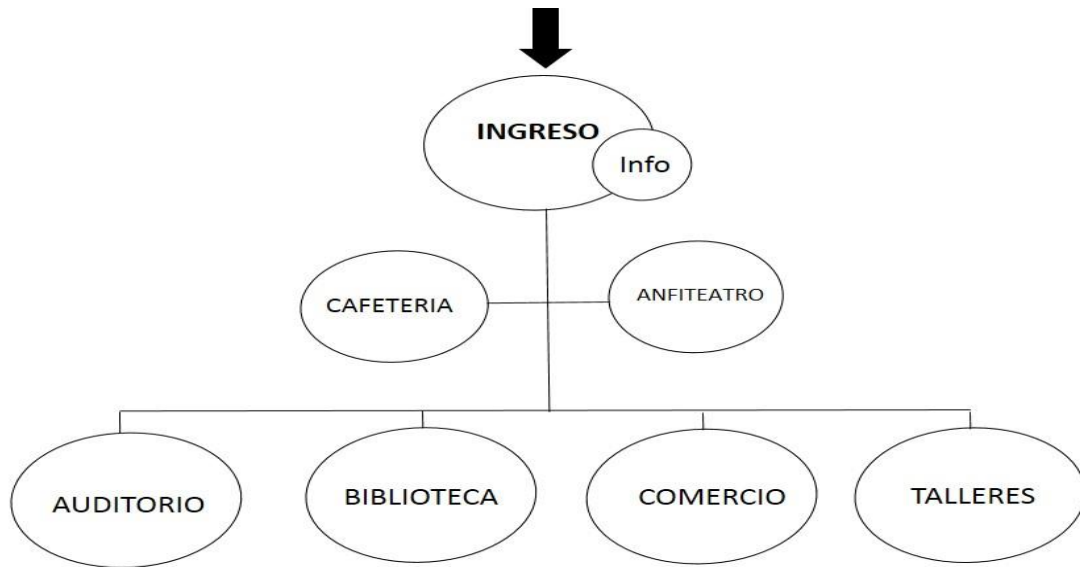 INGRESO
Info
CAFETERIA
ANFITEATRO
AUDITORIO
BIBLIOTECA
COMERCIO
TALLERES